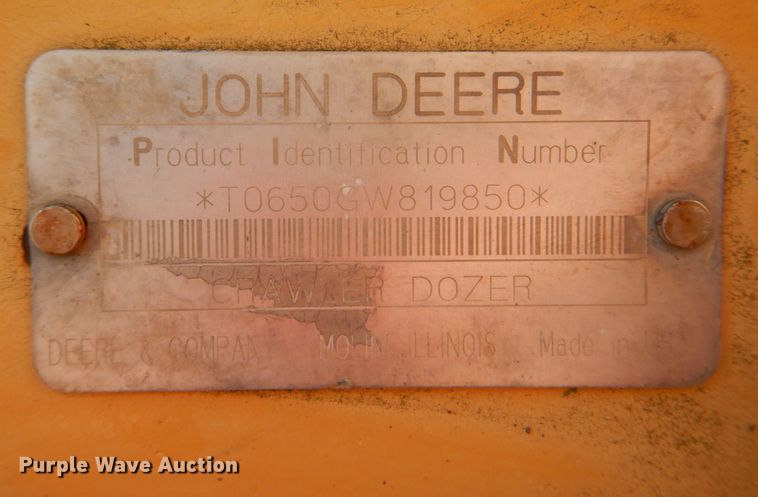 JOHN DEERE
Product Identification Number
*T0650GW819850*
CRAWLER DOZER
DEERE & COMPANY MOLINE ILLINOIS Made in
Purple Wave Auction